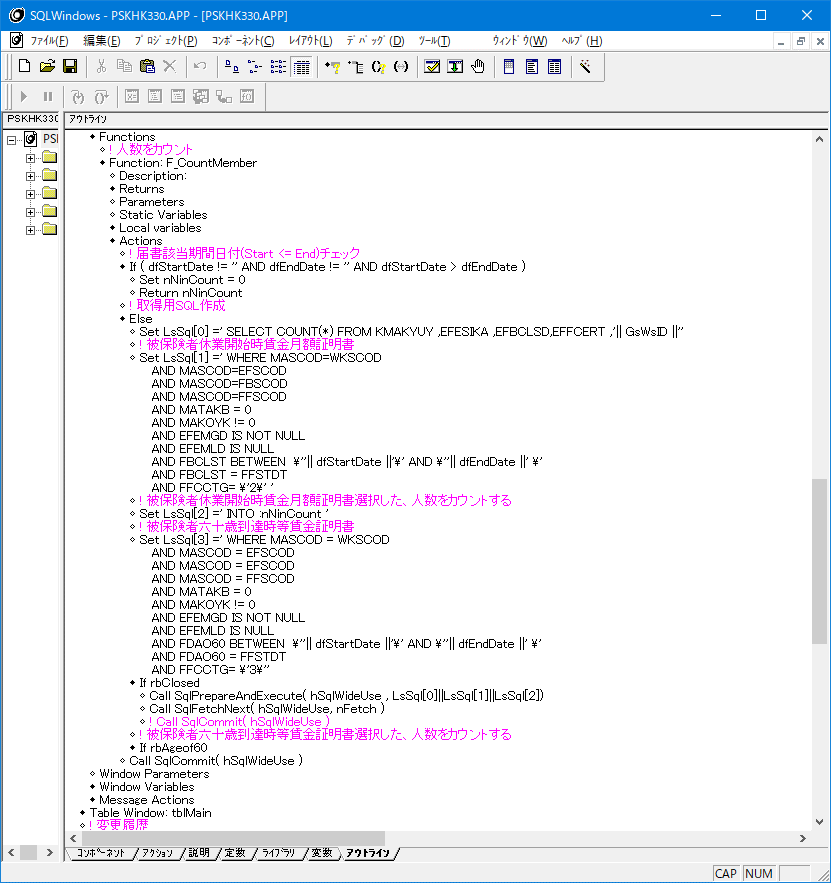 SQLWindows - PSKHK330.APP - [PSKHK330.APP]
ﾌｧｲﾙ(F) 編集(E) ﾌﾟﾛｼﾞｪｸﾄ(P) ｺﾝﾎﾟｰﾈﾝﾄ(C) ﾚｲｱｳﾄ(L) ﾃﾞﾊﾞｯｸﾞ(D) ﾂｰﾙ(T) ｳｨﾝﾄﾞｳ(W) ﾍﾙﾌﾟ(H)
PSKHK330
ｱｳﾄﾗｲﾝ
PSI
Functions
! 人数をカウント
Function: F_CountMember
Description:
Returns
Parameters
Static Variables
Local variables
Actions
! 届書該当期間日付(Start <= End)チェック
If ( dfStartDate != '' AND dfEndDate != '' AND dfStartDate > dfEndDate )
Set nNinCount = 0
Return nNinCount
! 取得用SQL作成
Else
Set LsSql[0] =' SELECT COUNT(*) FROM KMAKYUY ,EFESIKA ,EFBCLSD,EFFCERT ,'|| GsWsID ||''
! 被保険者休業開始時賃金月額証明書
Set LsSql[1] =' WHERE MASCOD=WKSCOD
AND MASCOD=EFSCOD
AND MASCOD=FBSCOD
AND MASCOD=FFSCOD
AND MATAKB = 0
AND MAKOYK != 0
AND EFEMGD IS NOT NULL
AND EFEMLD IS NULL
AND FBCLST BETWEEN ¥''|| dfStartDate ||'¥' AND ¥''|| dfEndDate ||' ¥'
AND FBCLST = FFSTDT
AND FFCCTG= ¥'2¥' '
! 被保険者休業開始時賃金月額証明書選択した、人数をカウントする
Set LsSql[2] =' INTO :nNinCount '
! 被保険者六十歳到達時等賃金証明書
Set LsSql[3] =' WHERE MASCOD = WKSCOD
AND MASCOD = EFSCOD
AND MASCOD = EFSCOD
AND MASCOD = FFSCOD
AND MATAKB = 0
AND MAKOYK != 0
AND EFEMGD IS NOT NULL
AND EFEMLD IS NULL
AND FDAO60 BETWEEN ¥''|| dfStartDate ||'¥' AND ¥''|| dfEndDate ||' ¥'
AND FDAO60 = FFSTDT
AND FFCCTG= ¥'3¥''
If rbClosed
Call SqlPrepareAndExecute( hSqlWideUse , LsSql[0]||LsSql[1]||LsSql[2])
Call SqlFetchNext( hSqlWideUse, nFetch )
! Call SqlCommit( hSqlWideUse )
! 被保険者六十歳到達時等賃金証明書選択した、人数をカウントする
If rbAgeof60
Call SqlCommit( hSqlWideUse )
Window Parameters
Window Variables
Message Actions
Table Window: tblMain
! 変更履歴
ｺﾝﾎﾟｰﾈﾝﾄ ｱｸｼｮﾝ 説明 定数 ﾗｲﾌﾞﾗﾘ 変数 ｱｳﾄﾗｲﾝ
CAP NUM